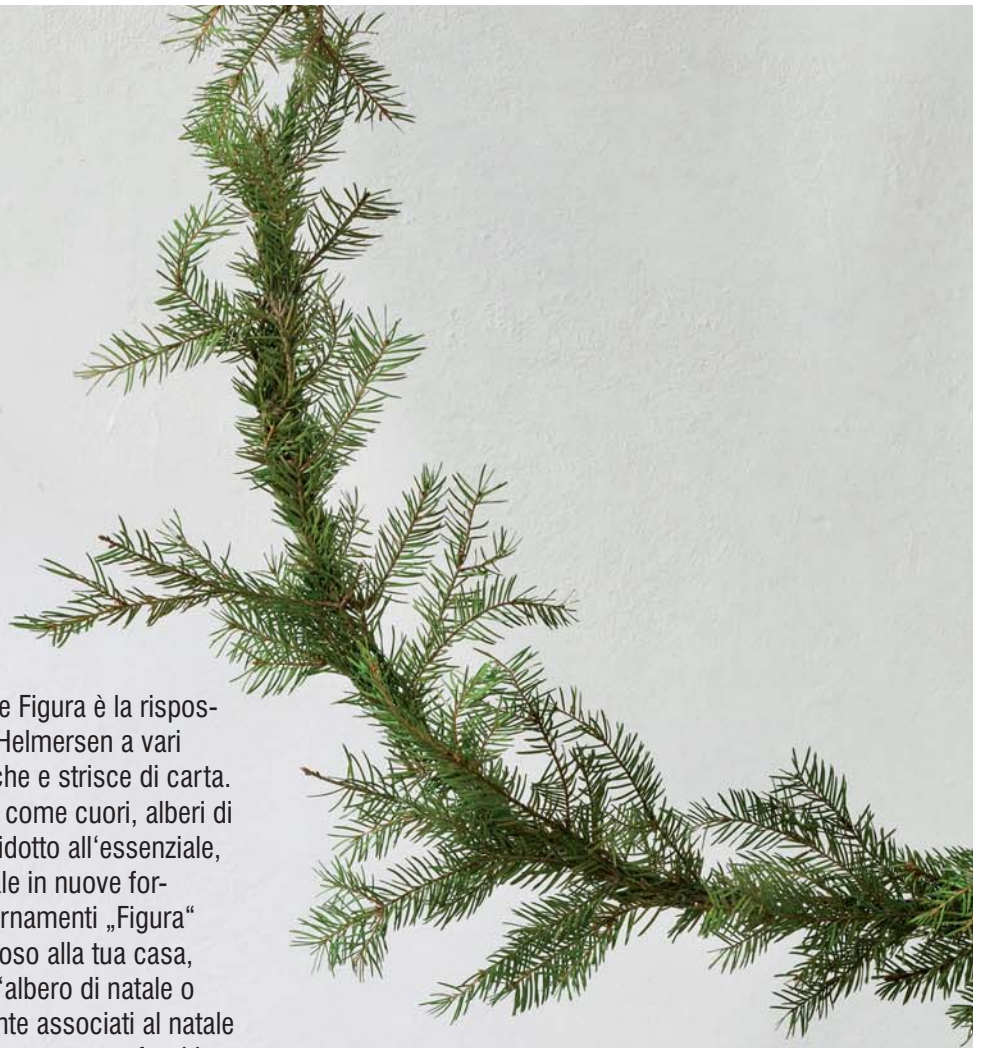 e Figura è la rispos-
Helmersen a vari
che e strisce di carta.
come cuori, alberi di
idotto all‘essenziale,
ale in nuove for-
rnamenti „Figura“
oso alla tua casa,
‘albero di natale o
nte associati al natale